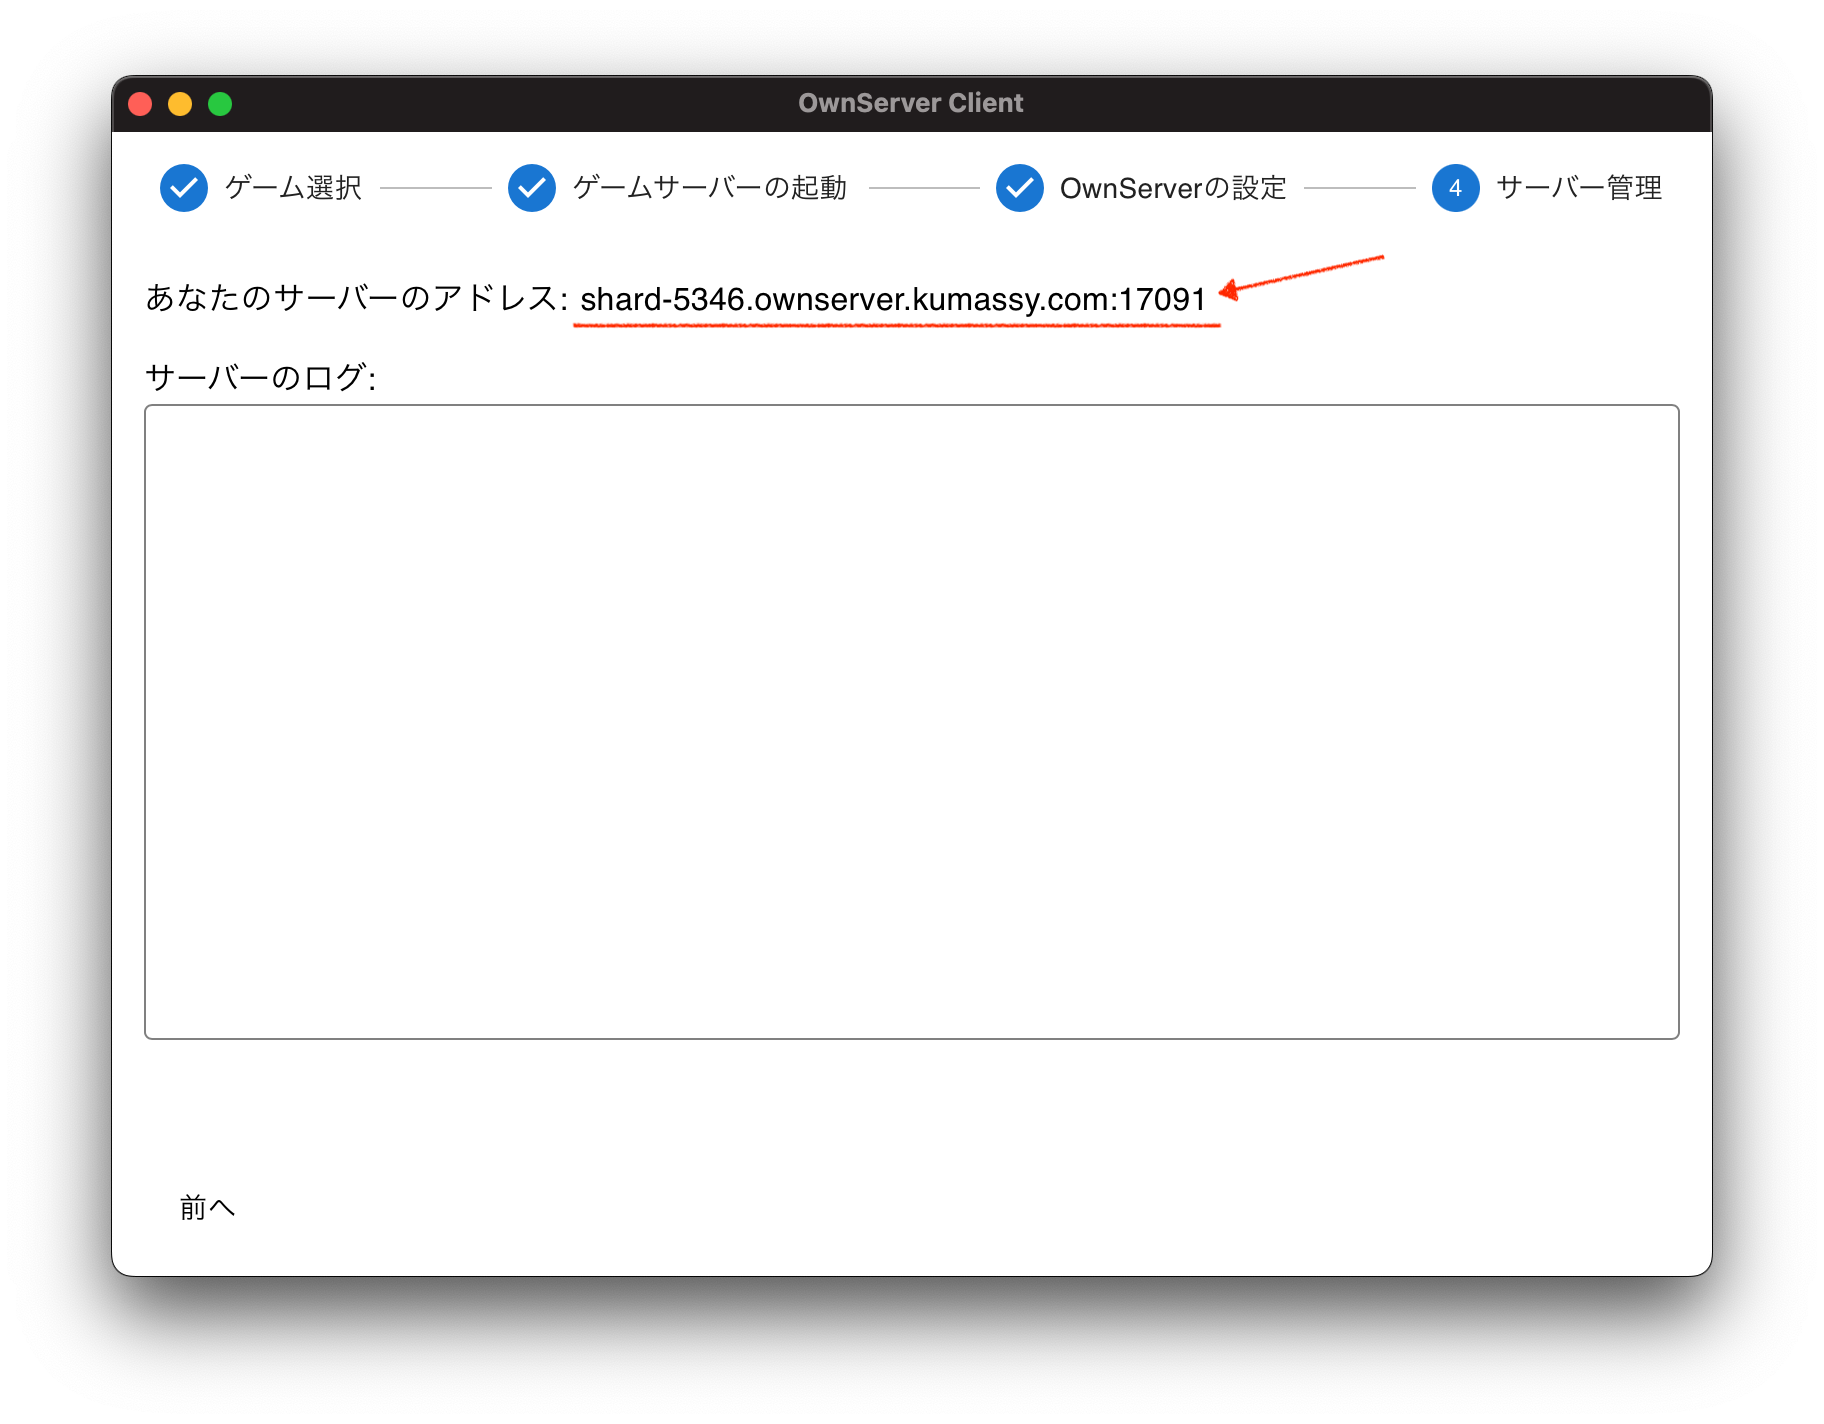 OwnServer Client
ゲーム選択 ゲームサーバーの起動 OwnServerの設定 4 サーバー管理
あなたのサーバーのアドレス: shard-5346.ownserver.kumassy.com:17091
サーバーのログ:
前へ